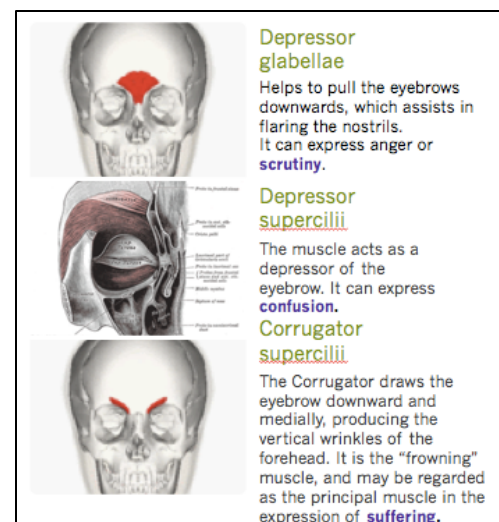 Depressor
glabellae
Helps to pull the eyebrows
downwards, which assists in
flaring the nostrils.
It can express anger or
scrutiny.
Depressor
supercilii
The muscle acts as a
depressor of the
eyebrow. It can express
confusion.
Corrugator
supercilii
The Corrugator draws the
eyebrow downward and
medially, producing the
vertical wrinkles of the
forehead. It is the “frowning”
muscle, and may be regarded
as the principal muscle in the
expression of suffering.